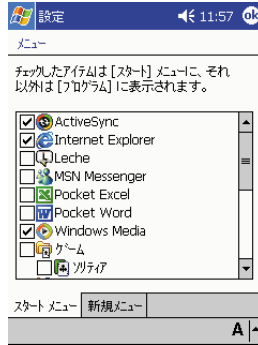 設定 11:57 ok
メニュー
チェックしたアイテムは [スタート] メニューに、それ
以外は [プログラム] に表示されます。
ActiveSync
Internet Explorer
Leche
MSN Messenger
Pocket Excel
Pocket Word
Windows Media
ゲーム
ソリティア
スタート メニュー 新規メニュー
A